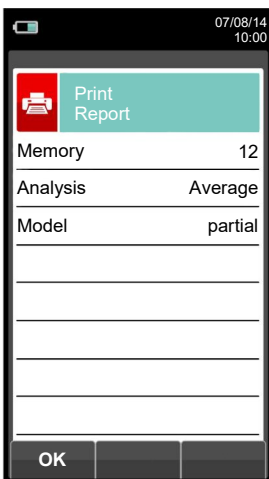 07/08/14
10:00
Print
Report
Memory 12
Analysis Average
Model partial
OK